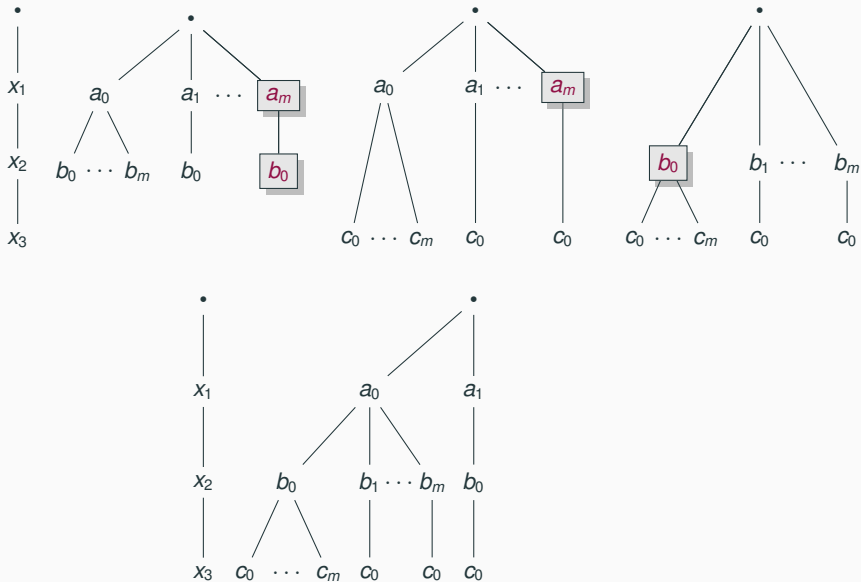 x₁ a₀ a₁ ··· aₘ a₀ a₁ ··· aₘ
x₂ b₀ ··· bₘ b₀ b₀ b₀ b₁ ··· bₘ
x₃ c₀ ··· cₘ c₀ c₀ c₀ ··· cₘ c₀ c₀
x₁ a₀ a₁
x₂ b₀ b₁ ··· bₘ b₀
x₃ c₀ ··· cₘ c₀ c₀ c₀